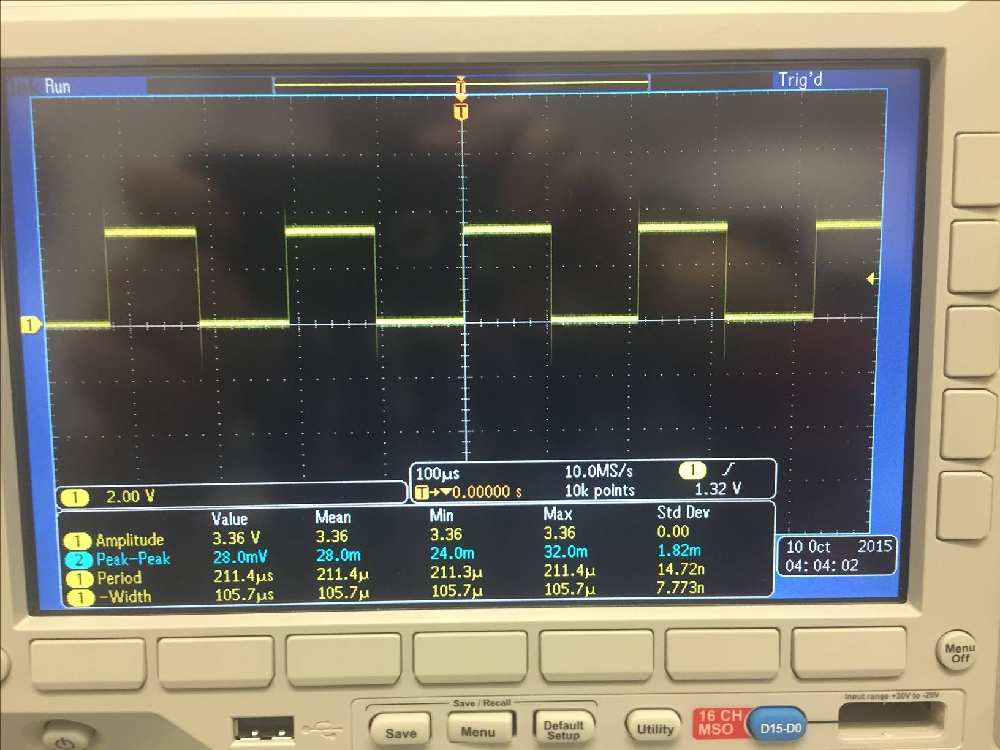 Tek Run Trig'd
T
T
1
100µs 10.0MS/s 1 ∫
T→▼0.00000 s 10k points 1.32 V
1 2.00 V
Value Mean Min Max Std Dev
1 Amplitude 3.36 V 3.36 3.36 3.36 0.00
2 Peak-Peak 28.0mV 28.0m 24.0m 32.0m 1.82m
1 Period 211.4µs 211.4µ 211.3µ 211.4µ 14.72n
1 -Width 105.7µs 105.7µ 105.7µ 105.7µ 7.773n
10 Oct 2015
04: 04: 02
Menu
Off
Save / Recall
Save
Menu
Default
Setup
Utility
16 CH
MSO
D15-D0
Input range +30V to -20V